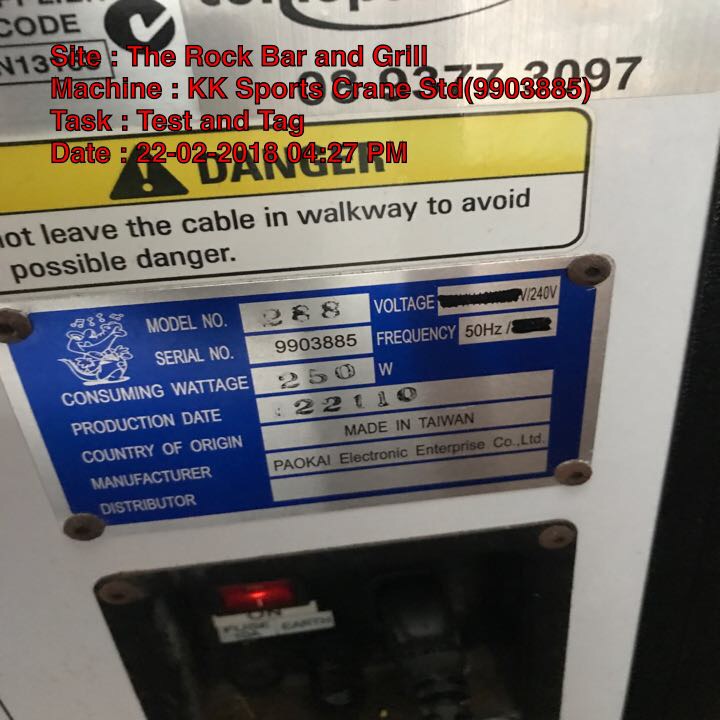 CODE
Site : The Rock Bar and Grill
Machine : KK Sports Crane Std(9903885)
08 9377 3097
Task : Test and Tag
Date : 22-02-2018 04:27 PM
DANGER
not leave the cable in walkway to avoid
possible danger.
MODEL NO. 288 VOLTAGE V/240V
SERIAL NO. 9903885 FREQUENCY 50Hz /
CONSUMING WATTAGE 250 W
PRODUCTION DATE 22110
COUNTRY OF ORIGIN MADE IN TAIWAN
MANUFACTURER PAOKAI Electronic Enterprise Co.,Ltd.
DISTRIBUTOR
ON
FUSE EARTH
10A